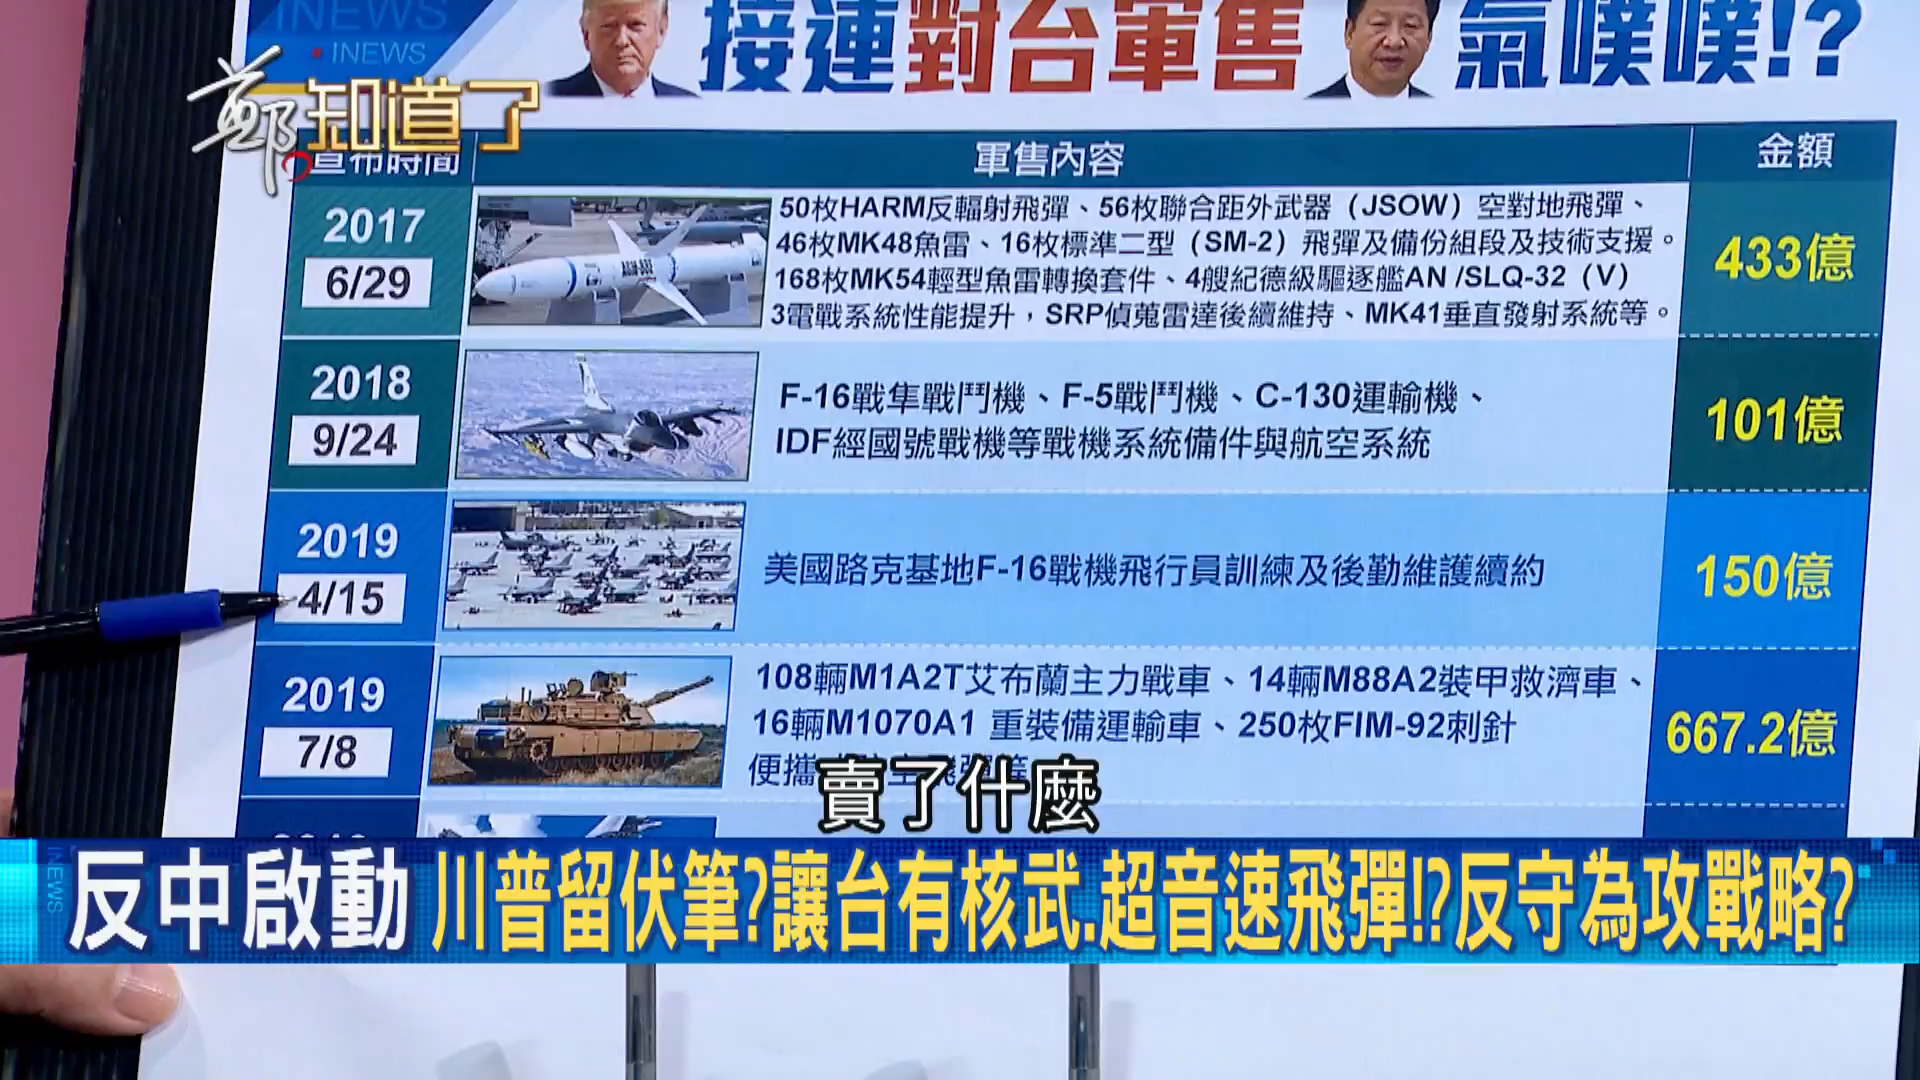 INEWS
INEWS
接連對台軍售 氣噗噗!?
鄭知道了
宣布時間 軍售內容 金額
2017
6/29
50枚HARM反輻射飛彈、56枚聯合距外武器（JSOW）空對地飛彈、
46枚MK48魚雷、16枚標準二型（SM-2）飛彈及備份組段及技術支援。
168枚MK54輕型魚雷轉換套件、4艘紀德級驅逐艦AN /SLQ-32（V）
3電戰系統性能提升，SRP偵蒐雷達後續維持、MK41垂直發射系統等。
433億
2018
9/24
F-16戰隼戰鬥機、F-5戰鬥機、C-130運輸機、
IDF經國號戰機等戰機系統備件與航空系統
101億
2019
4/15
美國路克基地F-16戰機飛行員訓練及後勤維護續約
150億
2019
7/8
108輛M1A2T艾布蘭主力戰車、14輛M88A2裝甲救濟車、
16輛M1070A1 重裝備運輸車、250枚FIM-92刺針
便攜
667.2億
賣了什麼
INEWS
反中啟動 川普留伏筆?讓台有核武.超音速飛彈!?反守為攻戰略?